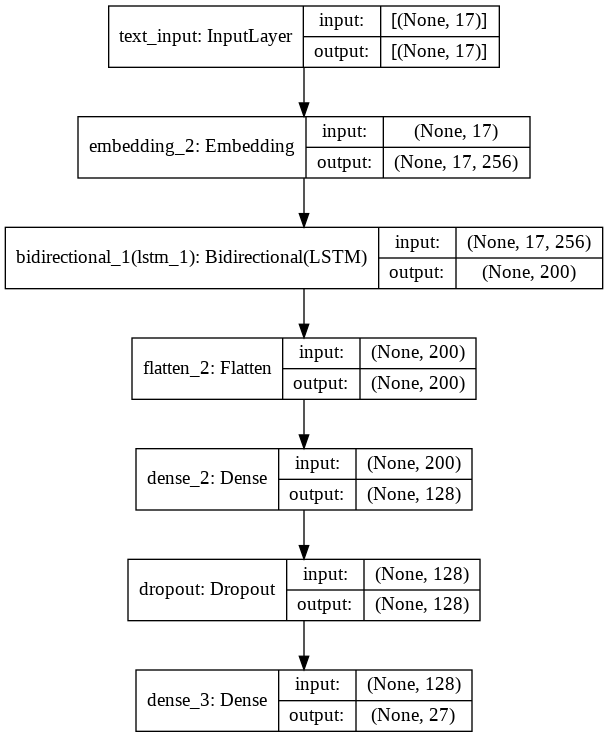 text_input: InputLayer
input: [(None, 17)]
output: [(None, 17)]
embedding_2: Embedding
input: (None, 17)
output: (None, 17, 256)
bidirectional_1(lstm_1): Bidirectional(LSTM)
input: (None, 17, 256)
output: (None, 200)
flatten_2: Flatten
input: (None, 200)
output: (None, 200)
dense_2: Dense
input: (None, 200)
output: (None, 128)
dropout: Dropout
input: (None, 128)
output: (None, 128)
dense_3: Dense
input: (None, 128)
output: (None, 27)